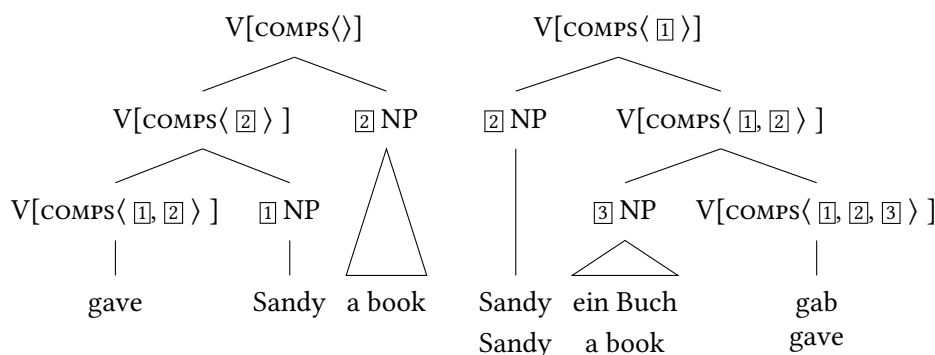 V[COMPS⟨⟩] V[COMPS⟨ 1 ⟩]
V[COMPS⟨ 2 ⟩ ] 2 NP 2 NP V[COMPS⟨ 1, 2 ⟩]
V[COMPS⟨ 1, 2 ⟩ ] 1 NP 3 NP V[COMPS⟨ 1, 2, 3 ⟩ ]
gave Sandy a book Sandy ein Buch gab
Sandy a book gave